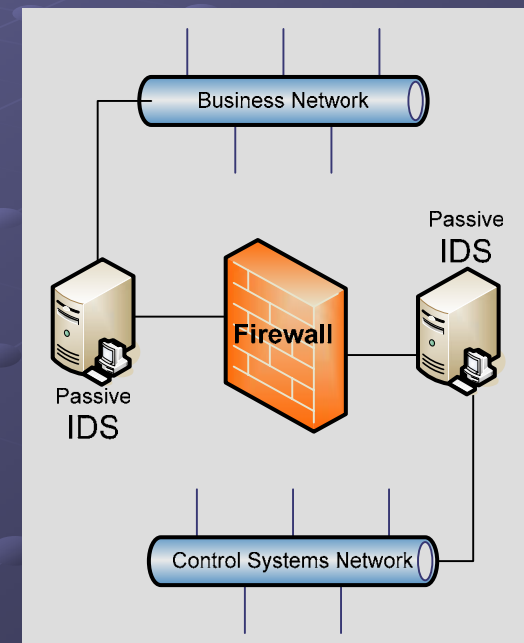 Business Network
Passive
IDS
Firewall
Passive
IDS
Control Systems Network